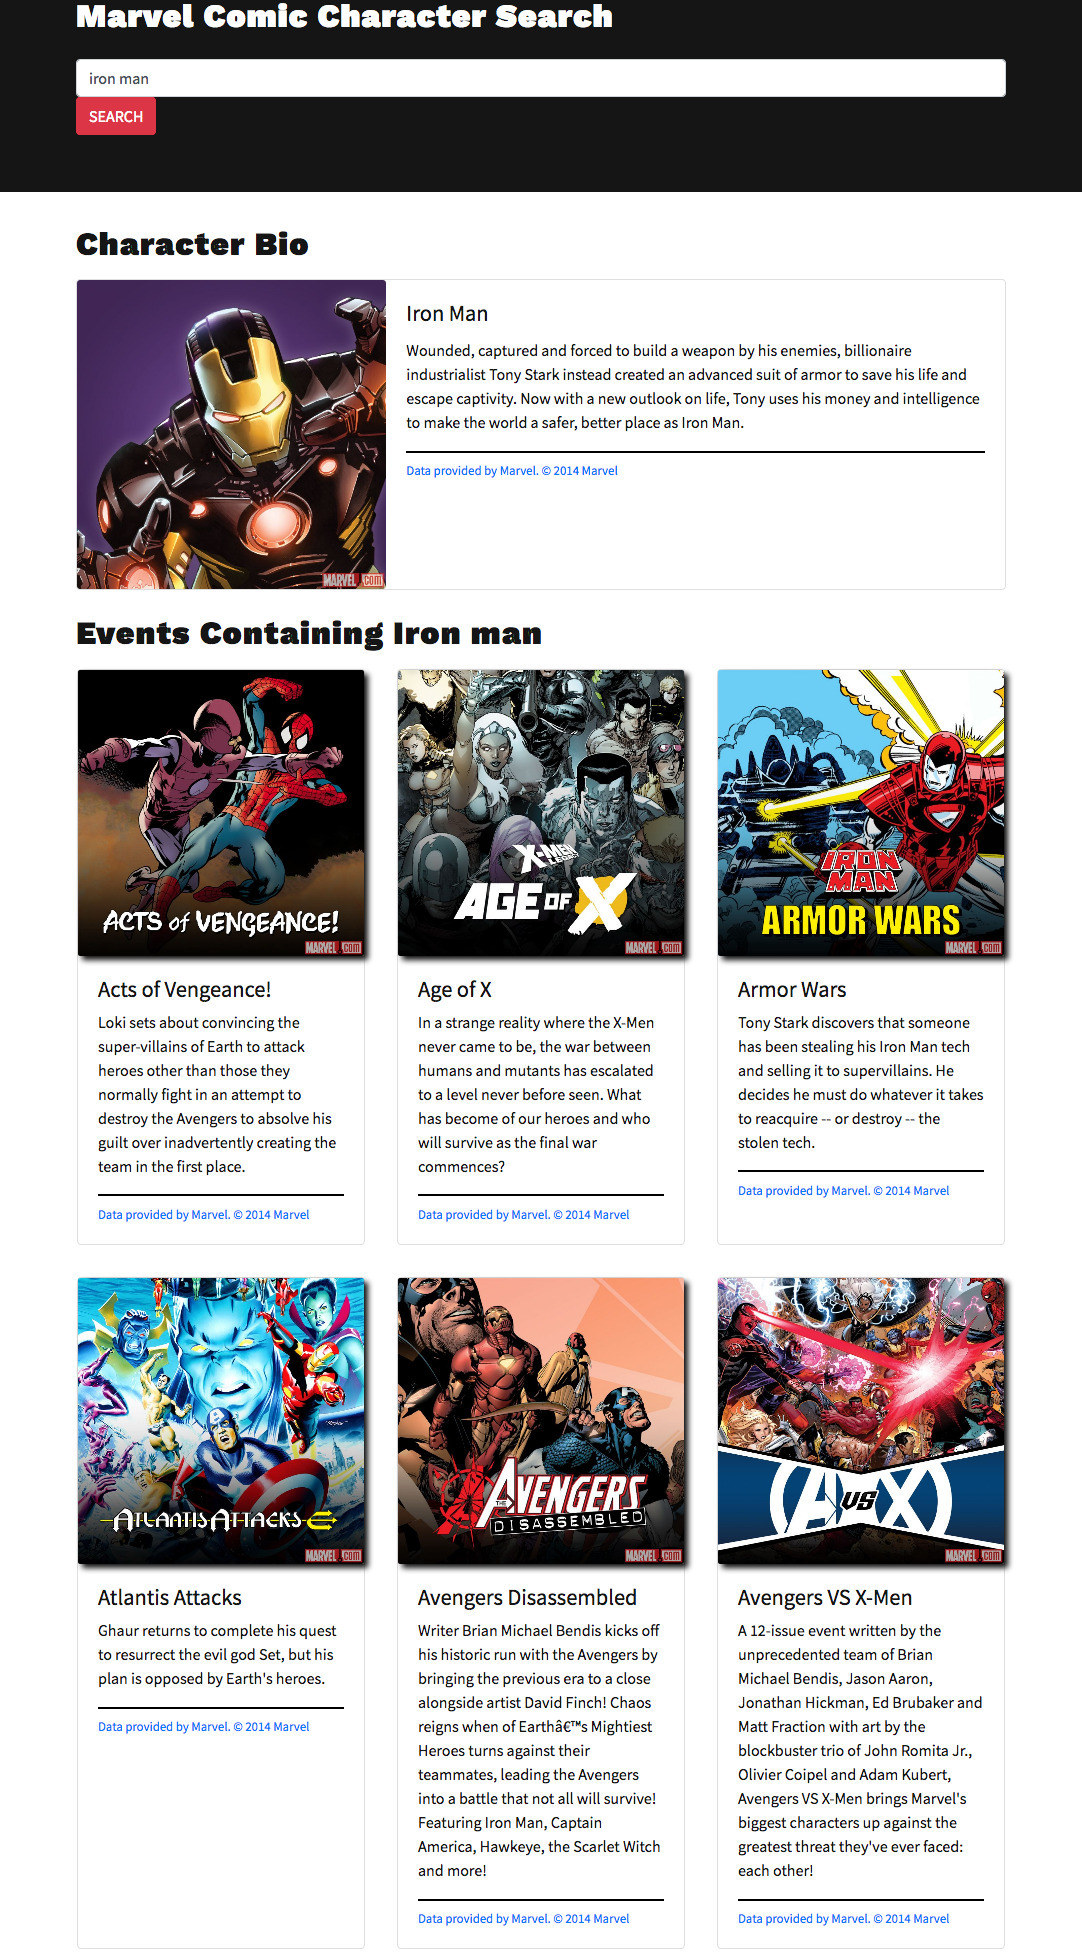 Marvel Comic Character Search
iron man
SEARCH
Character Bio
MARVEL.com
Iron Man
Wounded, captured and forced to build a weapon by his enemies, billionaire
industrialist Tony Stark instead created an advanced suit of armor to save his life and
escape captivity. Now with a new outlook on life, Tony uses his money and intelligence
to make the world a safer, better place as Iron Man.
Data provided by Marvel. © 2014 Marvel
Events Containing Iron man
ACTS of VENGEANCE!
MARVEL.com
Acts of Vengeance!
Loki sets about convincing the
super-villains of Earth to attack
heroes other than those they
normally fight in an attempt to
destroy the Avengers to absolve his
guilt over inadvertently creating the
team in the first place.
Data provided by Marvel. © 2014 Marvel
X-MEN
LEGACY
AGE OF X
MARVEL.com
Age of X
In a strange reality where the X-Men
never came to be, the war between
humans and mutants has escalated
to a level never before seen. What
has become of our heroes and who
will survive as the final war
commences?
Data provided by Marvel. © 2014 Marvel
IRON
MAN
ARMOR WARS
MARVEL.com
Armor Wars
Tony Stark discovers that someone
has been stealing his Iron Man tech
and selling it to supervillains. He
decides he must do whatever it takes
to reacquire -- or destroy -- the
stolen tech.
Data provided by Marvel. © 2014 Marvel
ATLANTIS ATTACKS
MARVEL.com
Atlantis Attacks
Ghaur returns to complete his quest
to resurrect the evil god Set, but his
plan is opposed by Earth's heroes.
Data provided by Marvel. © 2014 Marvel
THE AVENGERS
DISASSEMBLED
MARVEL.com
Avengers Disassembled
Writer Brian Michael Bendis kicks off
his historic run with the Avengers by
bringing the previous era to a close
alongside artist David Finch! Chaos
reigns when of Earthâ€™s Mightiest
Heroes turns against their
teammates, leading the Avengers
into a battle that not all will survive!
Featuring Iron Man, Captain
America, Hawkeye, the Scarlet Witch
and more!
Data provided by Marvel. © 2014 Marvel
A VS X
MARVEL.com
Avengers VS X-Men
A 12-issue event written by the
unprecedented team of Brian
Michael Bendis, Jason Aaron,
Jonathan Hickman, Ed Brubaker and
Matt Fraction with art by the
blockbuster trio of John Romita Jr.,
Olivier Coipel and Adam Kubert,
Avengers VS X-Men brings Marvel's
biggest characters up against the
greatest threat they've ever faced:
each other!
Data provided by Marvel. © 2014 Marvel